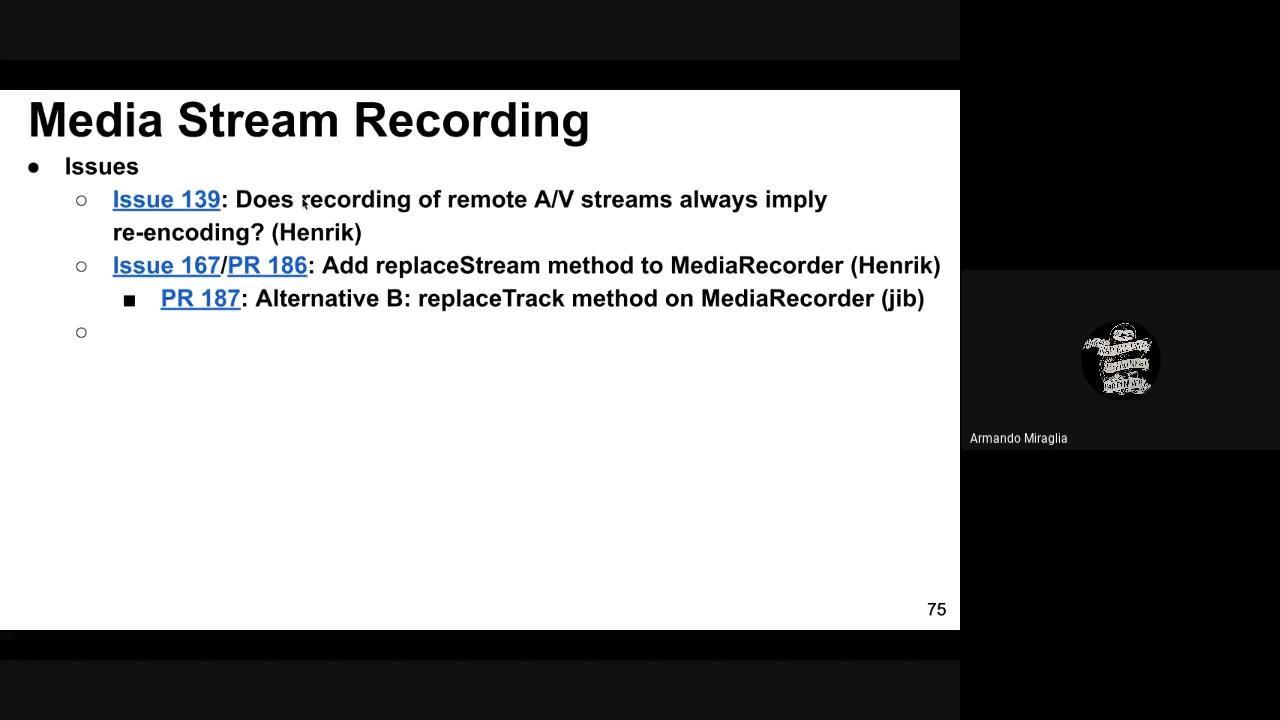 Media Stream Recording
● Issues
○ Issue 139: Does recording of remote A/V streams always imply
re-encoding? (Henrik)
○ Issue 167/PR 186: Add replaceStream method to MediaRecorder (Henrik)
■ PR 187: Alternative B: replaceTrack method on MediaRecorder (jib)
○
75
Armando Miraglia